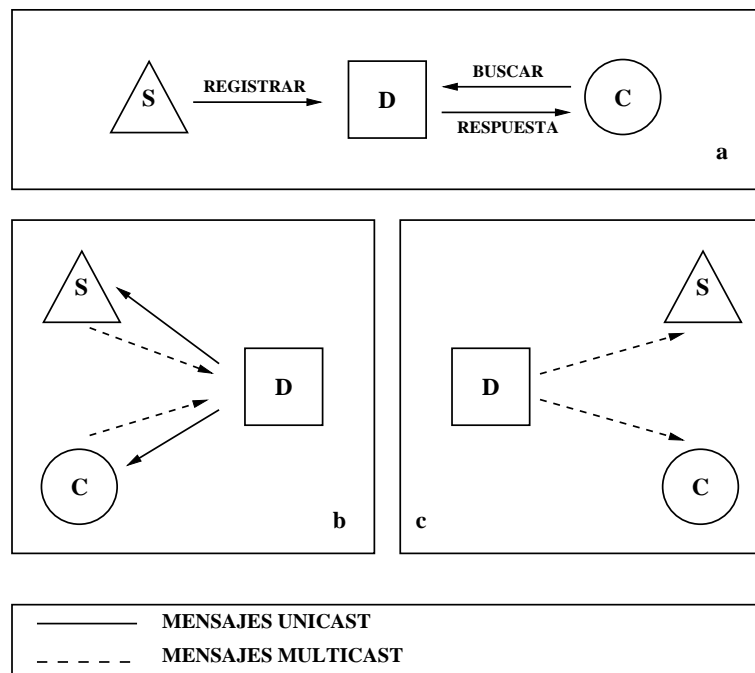 S
REGISTRAR
D
BUSCAR
RESPUESTA
C
a
S
D
C
b
S
D
C
c
MENSAJES UNICAST
MENSAJES MULTICAST